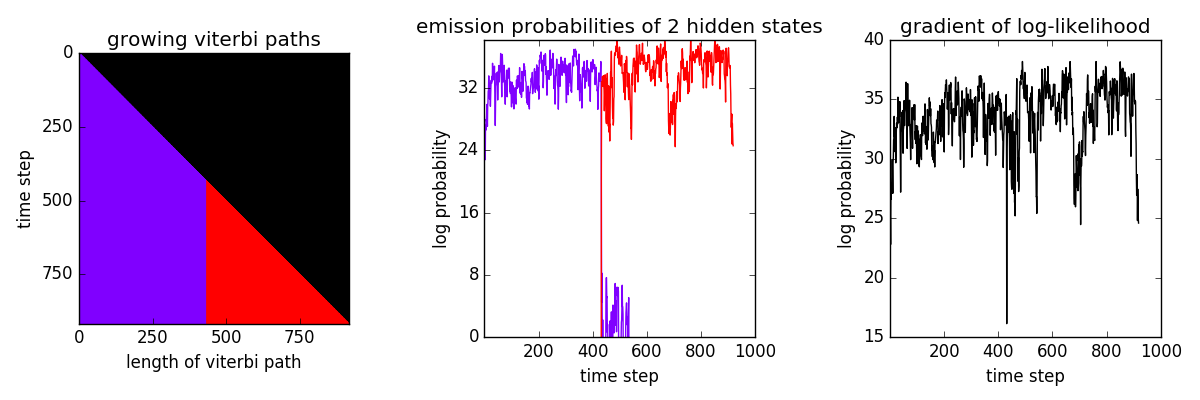 growing viterbi paths
0
250
500
750
time step
0 250 500 750
length of viterbi path
emission probabilities of 2 hidden states
32
24
16
8
0
log probability
200 400 600 800 1000
time step
gradient of log-likelihood
40
35
30
25
20
15
log probability
200 400 600 800 1000
time step